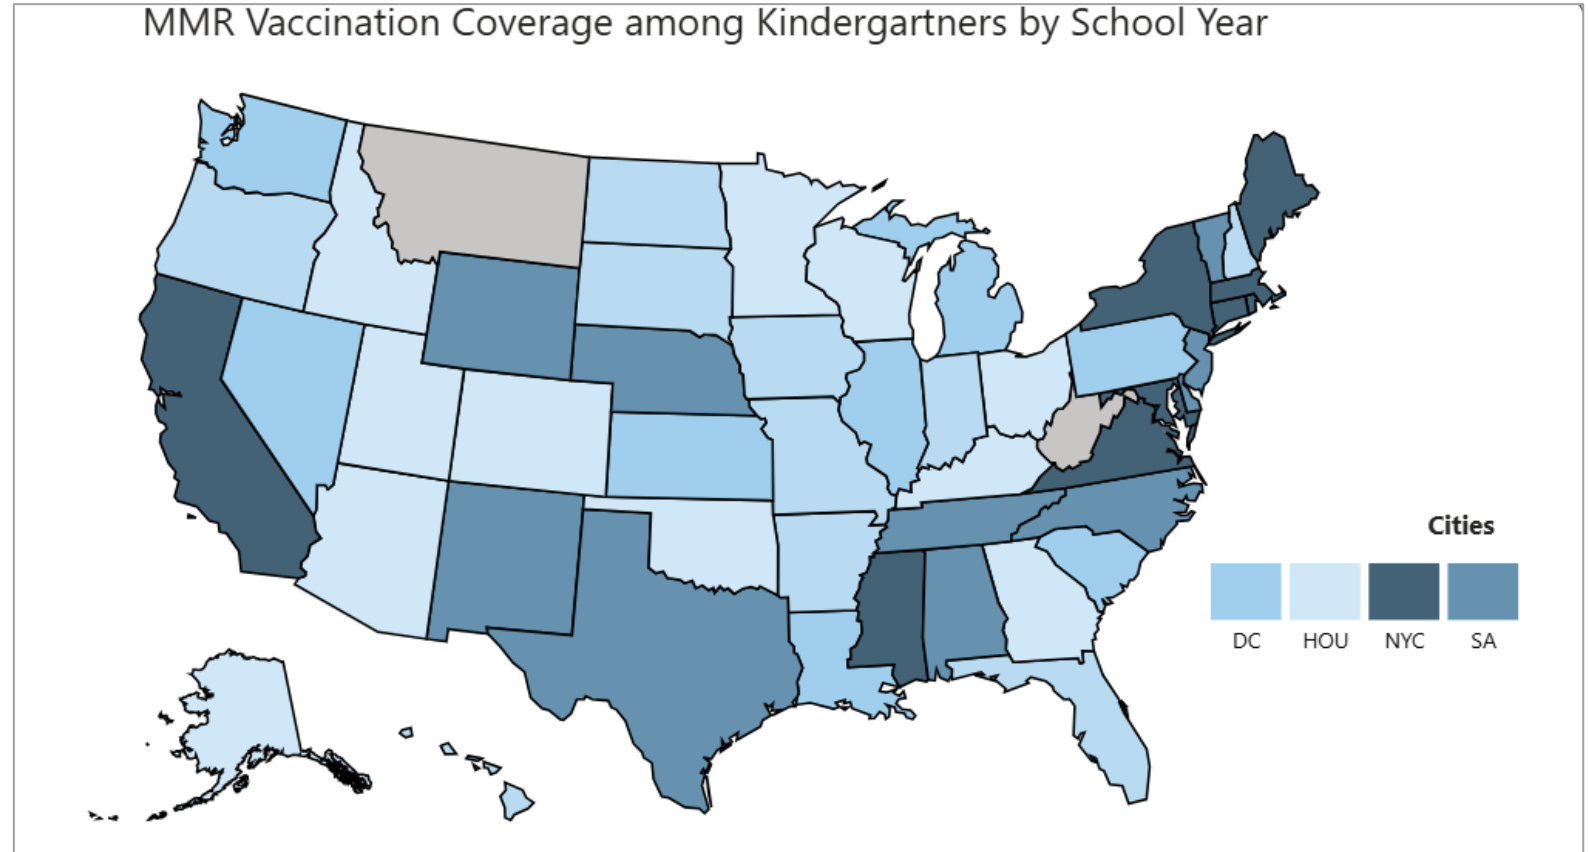 MMR Vaccination Coverage among Kindergartners by School Year
Cities
DC HOU NYC SA